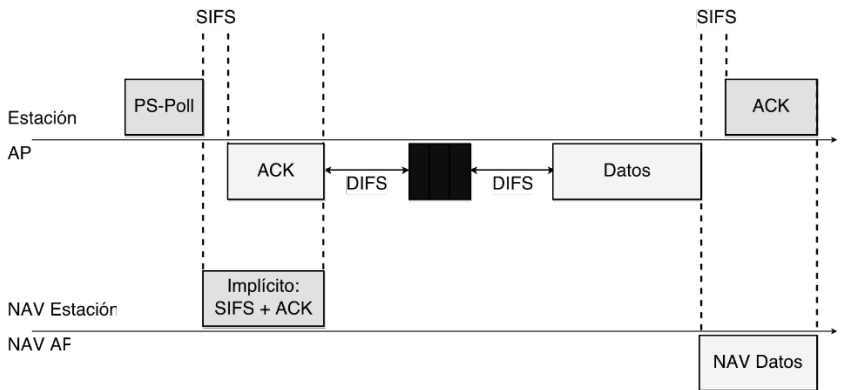 SIFS
SIFS
PS-Poll
ACK
Estación
AP
ACK
DIFS
DIFS
Datos
Implícito:
SIFS + ACK
NAV Estación
NAV AP
NAV Datos